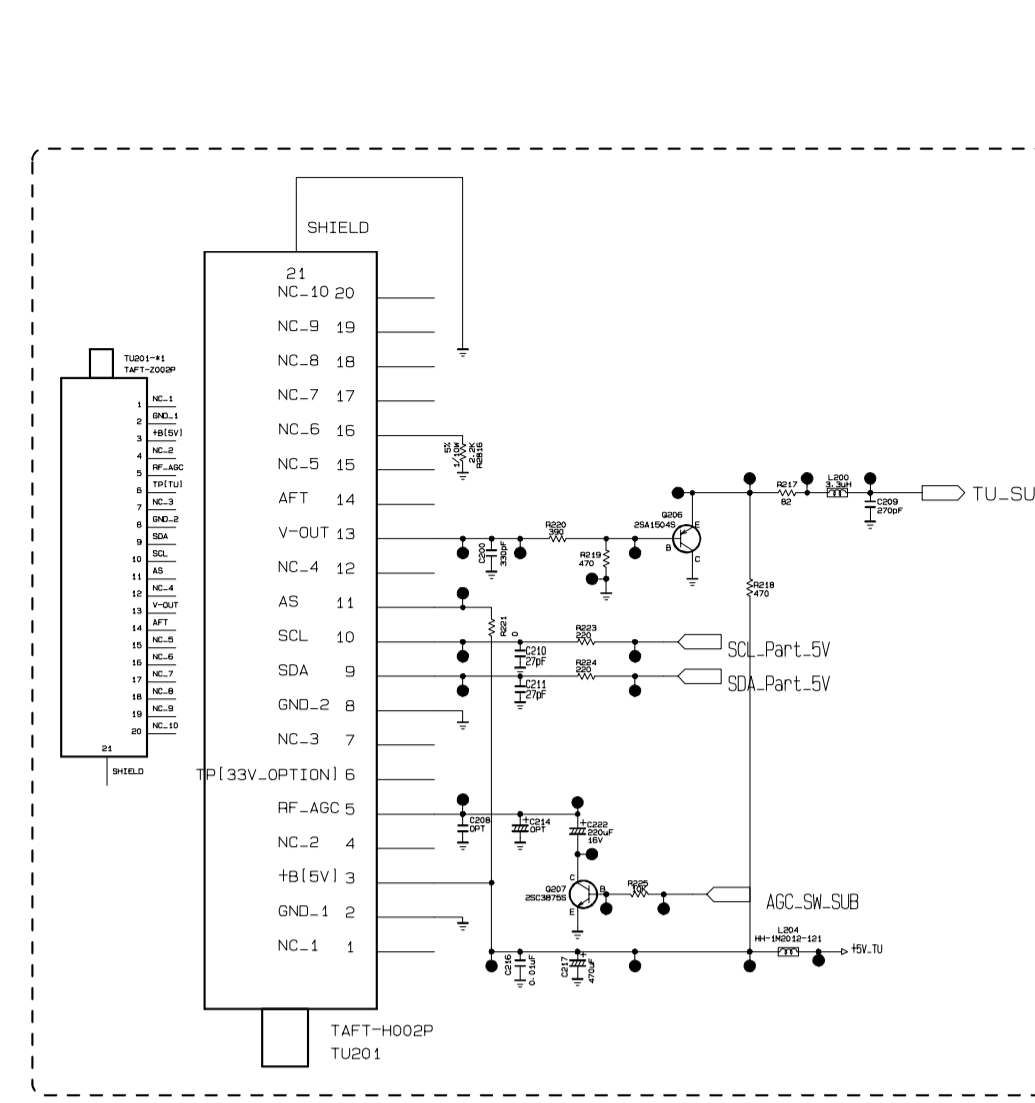 SHIELD
21
NC_10 20
NC_9 19
NC_8 18
NC_7 17
NC_6 16
NC_5 15
AFT 14
V-OUT 13
NC_4 12
AS 11
SCL 10
SDA 9
GND_2 8
NC_3 7
TP[33V_OPTION] 6
RF_AGC 5
NC_2 4
+B[5V] 3
GND_1 2
NC_1 1
TAFT-H002P
TU201
TU201-*1
TAFT-Z002P
1 NC_1
2 GND_1
3 +B[5V]
4 NC_2
5 RF_AGC
6 TP[TU]
7 NC_3
8 GND_2
9 SDA
10 SCL
11 AS
12 NC_4
13 V-OUT
14 AFT
15 NC_5
16 NC_6
17 NC_7
18 NC_8
19 NC_9
20 NC_10
21
SHIELD
5%
1/10W
2.2K
R2816
C200
330pF
R220
390
R219
470
Q206
2SA1504S
E
B
C
R217
82
L200
3.3uH
C209
270pF
TU_SU
R218
470
R221
0
C210
27pF
R223
220
SCL_Part_5V
C211
27pF
R224
220
SDA_Part_5V
C208
OPT
+
C214
OPT
+
C222
220uF
16V
Q207
2SC3875S
C
B
E
R225
10K
AGC_SW_SUB
C216
0.01uF
C217
470uF
+
L204
HH-1M2012-121
+5V_TU